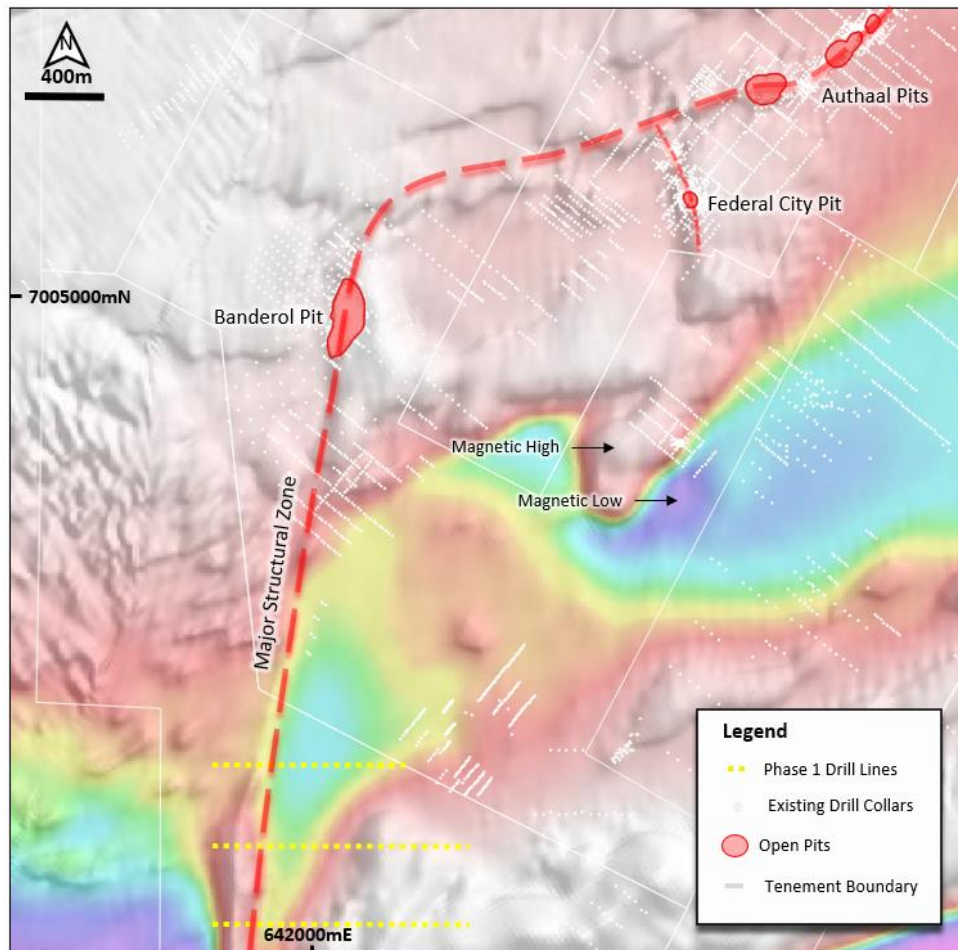 N
400m
Authaal Pits
Federal City Pit
7005000mN
Banderol Pit
Magnetic High
Magnetic Low
Major Structural Zone
Legend
Phase 1 Drill Lines
Existing Drill Collars
Open Pits
Tenement Boundary
642000mE